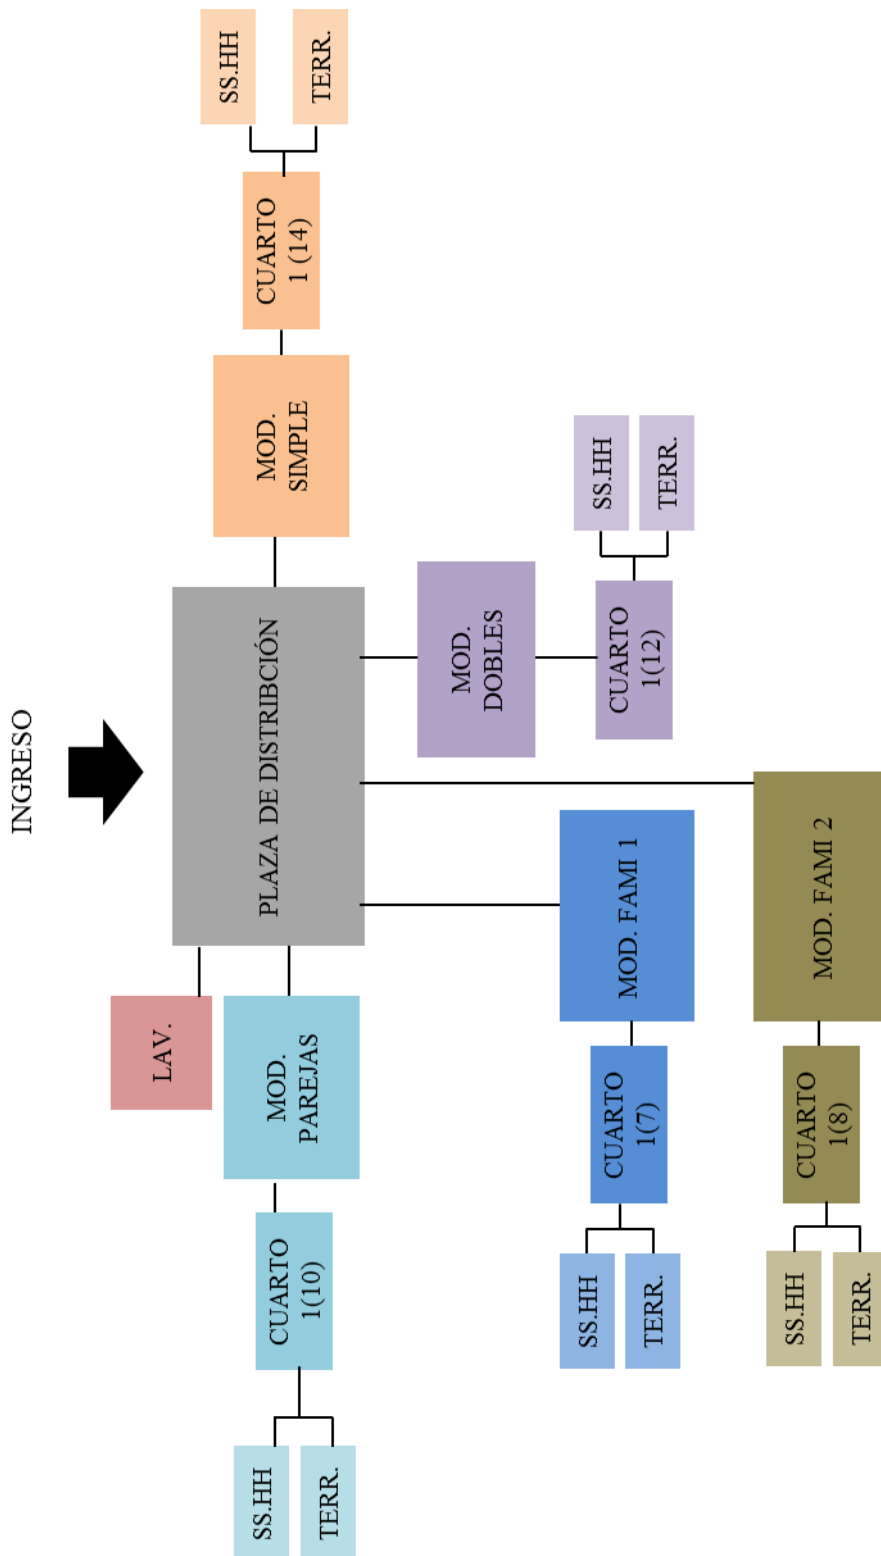 INGRESO
PLAZA DE DISTRIBCIÓN
LAV.
MOD.
PAREJAS
CUARTO
1(10)
SS.HH
TERR.
MOD.
SIMPLE
CUARTO
1 (14)
SS.HH
TERR.
MOD.
DOBLES
CUARTO
1(12)
SS.HH
TERR.
MOD. FAMI 1
CUARTO
1(7)
SS.HH
TERR.
MOD. FAMI 2
CUARTO
1(8)
SS.HH
TERR.